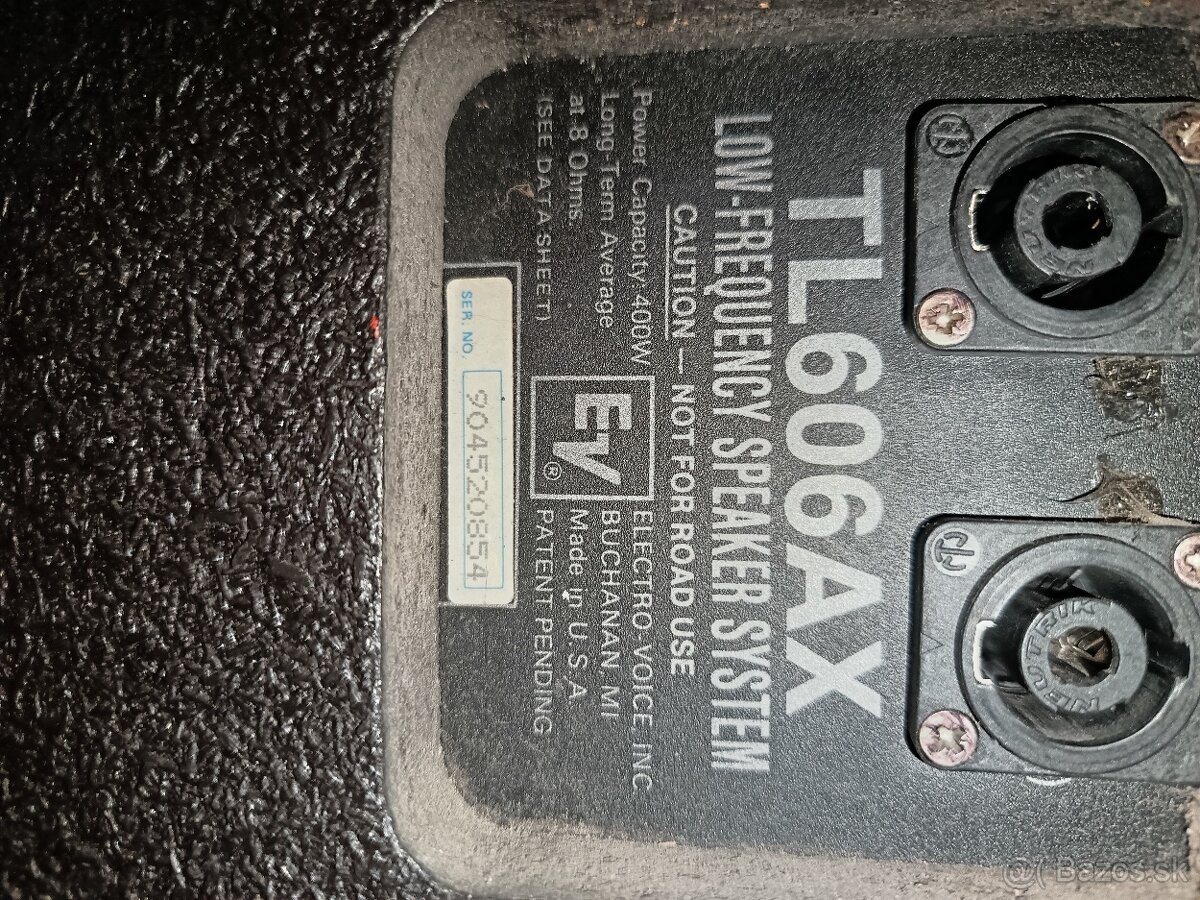 NEUTRIK
NEUTRIK
TL606AX
LOW-FREQUENCY SPEAKER SYSTEM
CAUTION — NOT FOR ROAD USE
Power Capacity 400W
Long-Term Average
at 8 Ohms.
(SEE DATA SHEET)
EV®
ELECTRO-VOICE INC
BUCHANAN, MI
Made in U.S.A
PATENT PENDING
SER. NO. 904520854
Bazos.sk